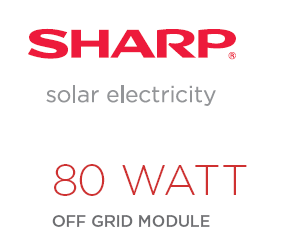 SHARP®
solar electricity
80 WATT
OFF GRID MODULE